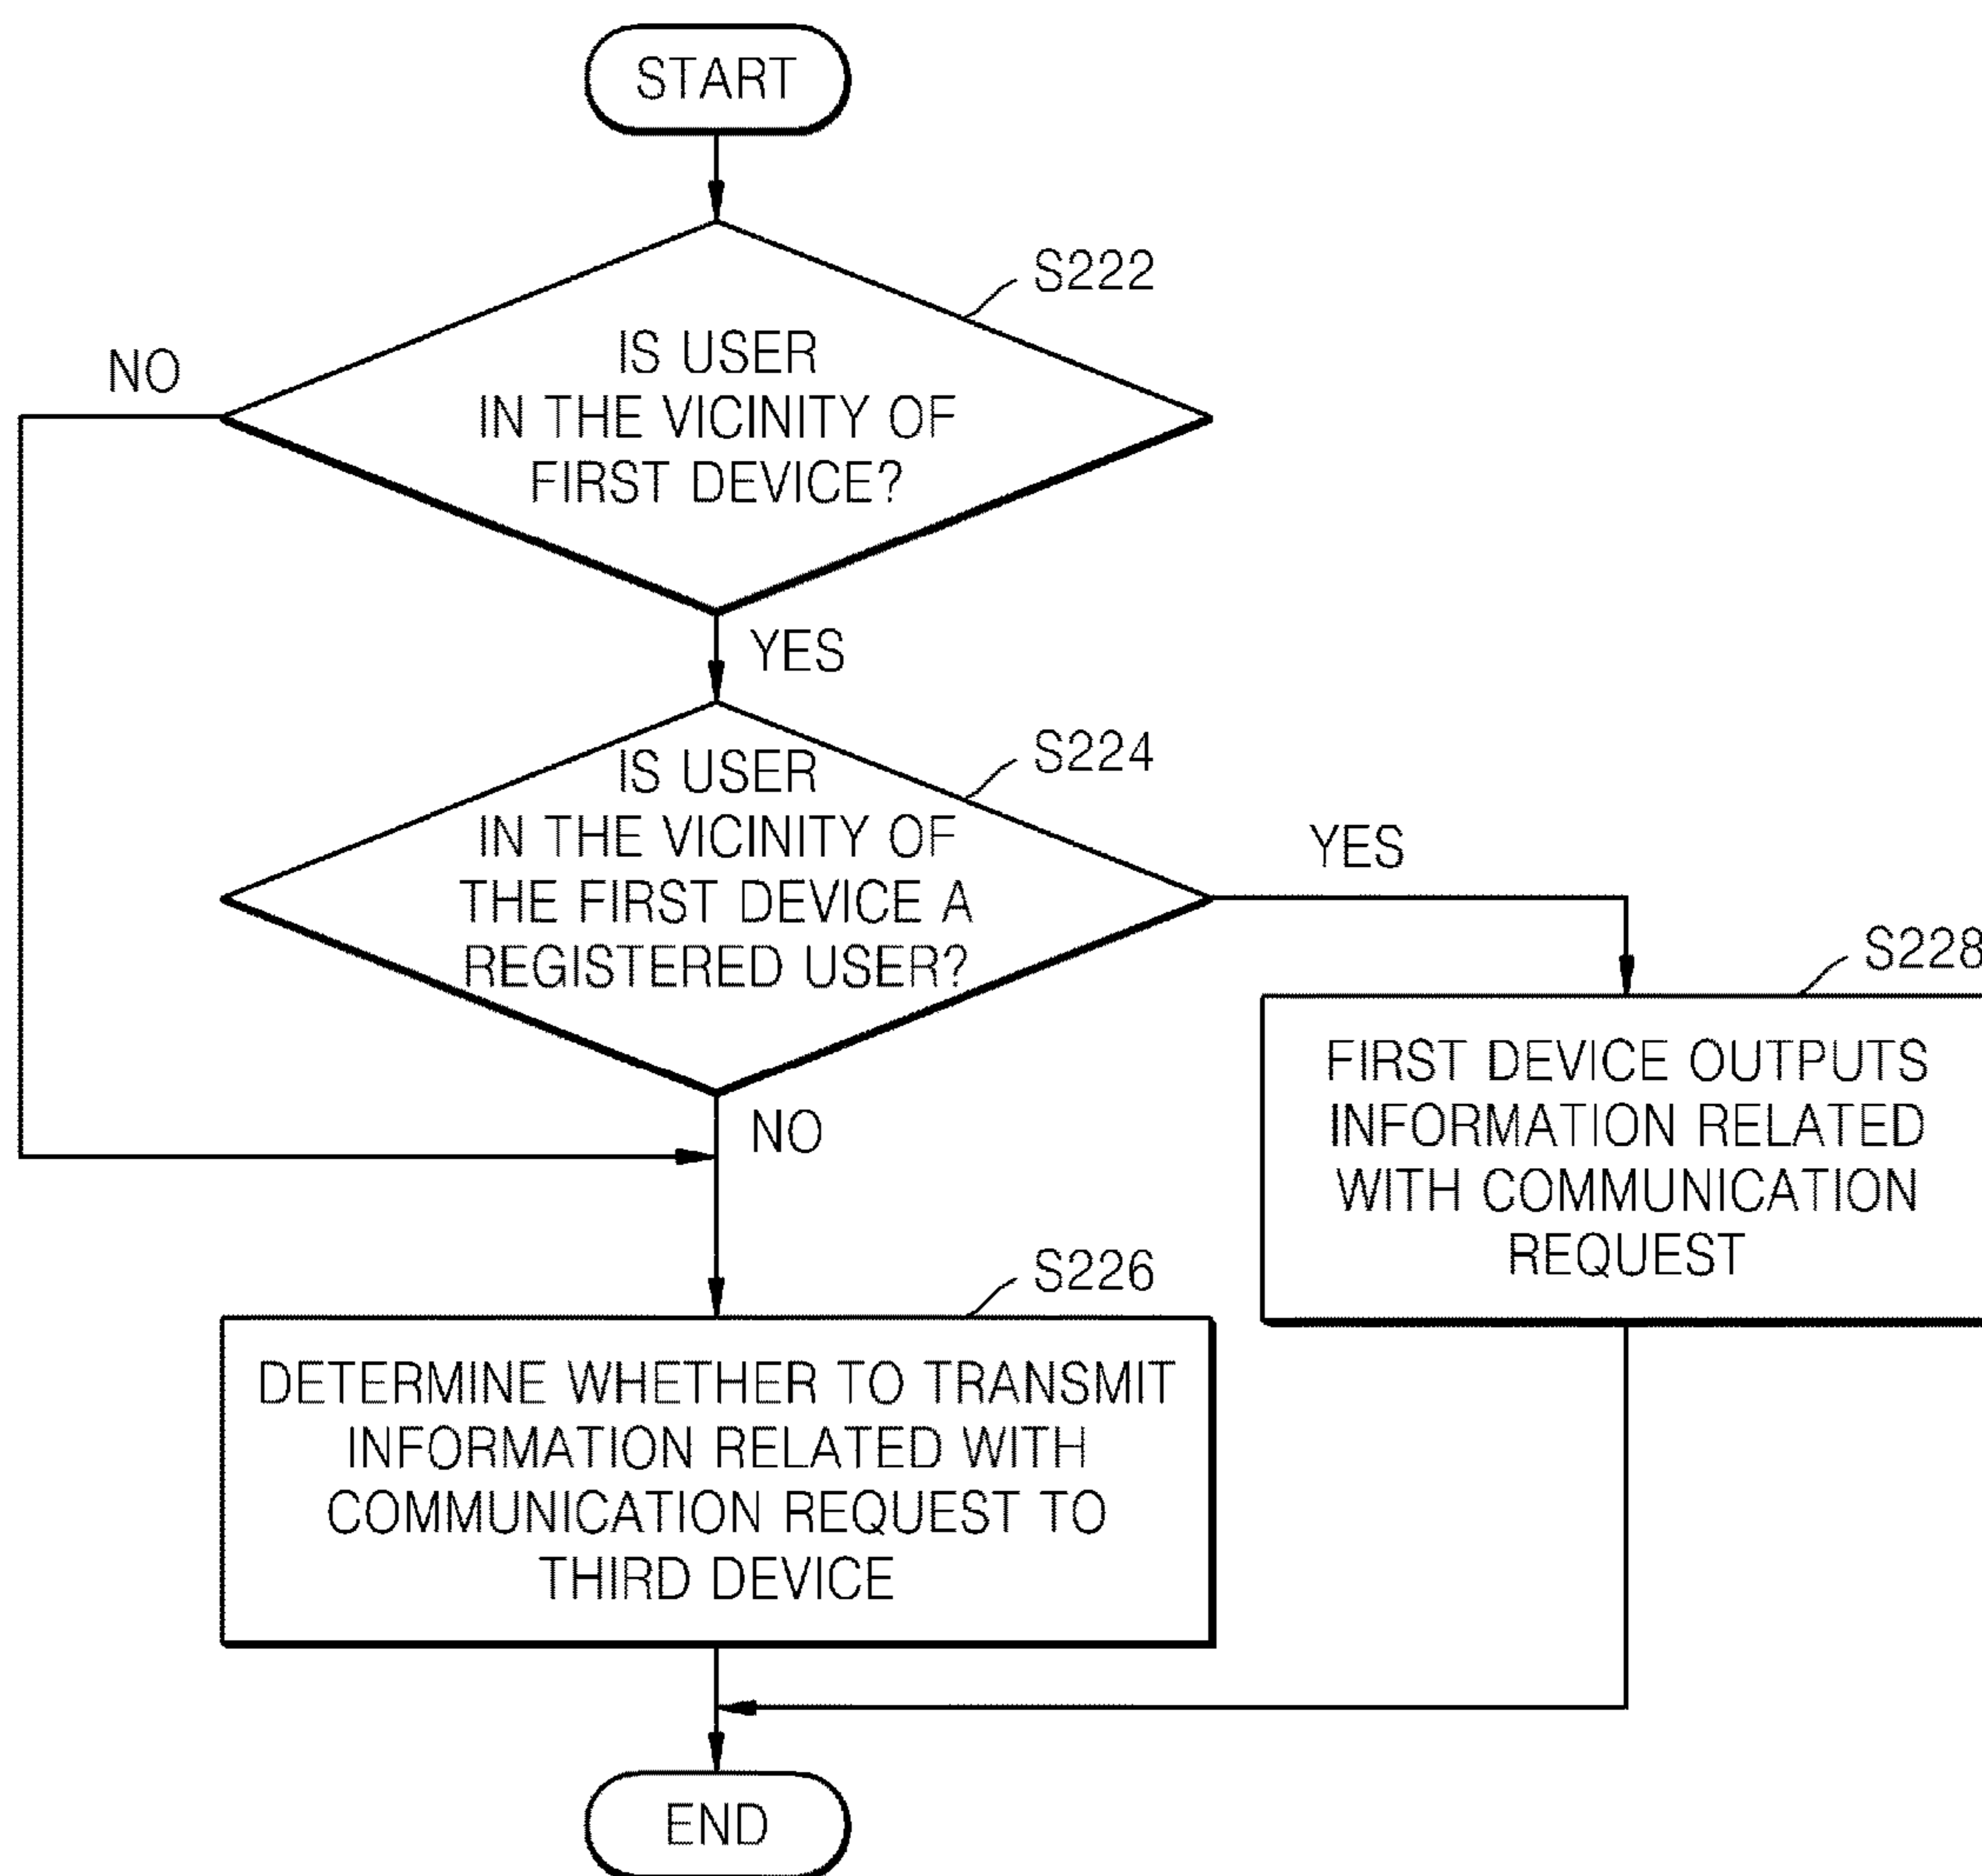 START
S222
IS USER
IN THE VICINITY OF
FIRST DEVICE?
NO
YES
S224
IS USER
IN THE VICINITY OF
THE FIRST DEVICE A
REGISTERED USER?
YES
NO
S228
FIRST DEVICE OUTPUTS
INFORMATION RELATED
WITH COMMUNICATION
REQUEST
S226
DETERMINE WHETHER TO TRANSMIT
INFORMATION RELATED WITH
COMMUNICATION REQUEST TO
THIRD DEVICE
END